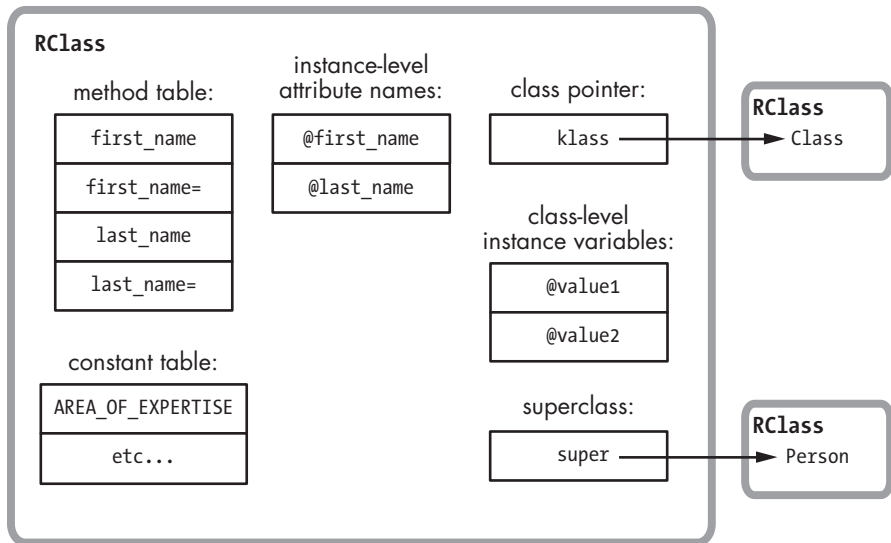 RClass
method table:
first_name
first_name=
last_name
last_name=
instance-level
attribute names:
@first_name
@last_name
class pointer:
klass
RClass
Class
class-level
instance variables:
@value1
@value2
constant table:
AREA_OF_EXPERTISE
etc...
superclass:
super
RClass
Person